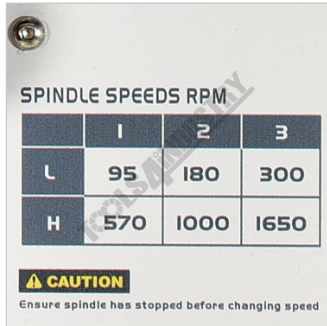 SPINDLE SPEEDS RPM
1 2 3
L 95 180 300
H 570 1000 1650
CAUTION
Ensure spindle has stopped before changing speed
TOOLS4INDUSTRY